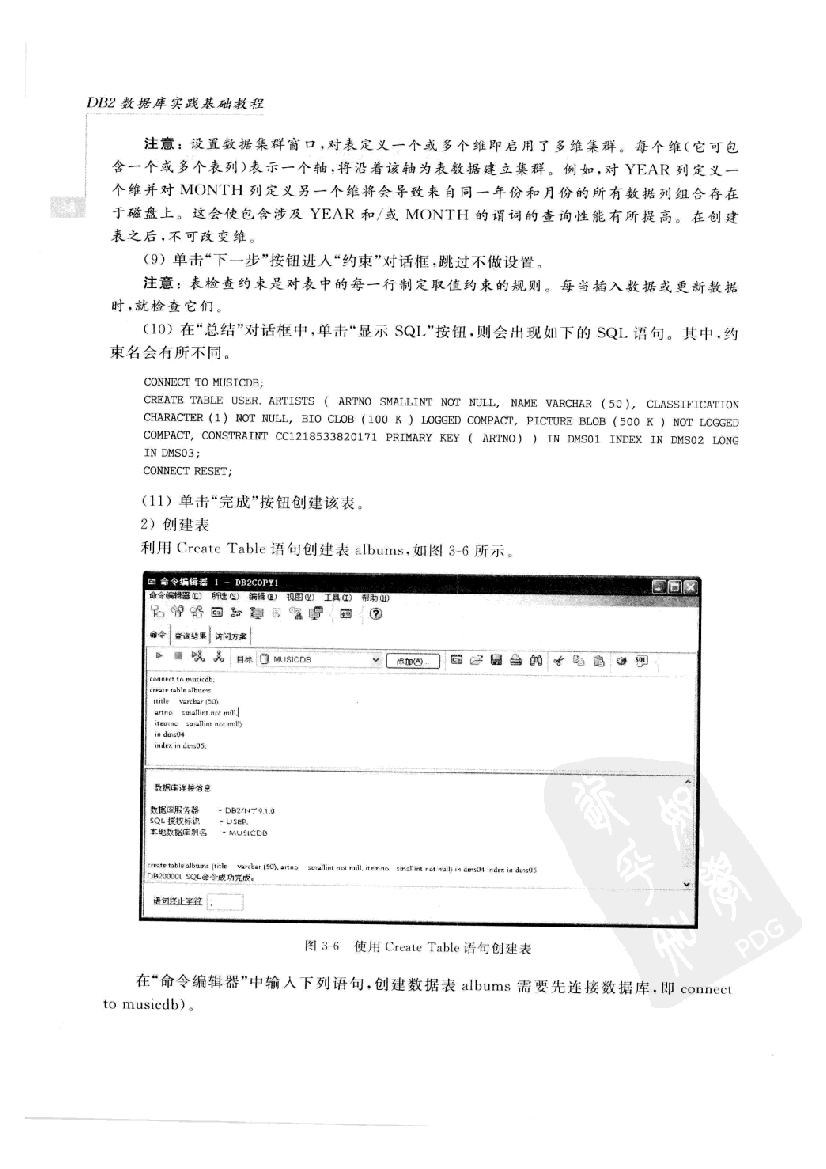 DB2 数据库实践基础教程
注意：设置数据集群窗口，对表定义一个或多个维即启用了多维集群。每个维(它可包
含一个或多个表列)表示一个轴，将沿着该轴为表数据建立集群。例如，对 YEAR 列定义一
个维并对 MONTH 列定义另一个维将会导致来自同一年份和月份的所有数据列组合存在
于磁盘上。这会使包含涉及 YEAR 和/或 MONTH 的谓词的查询性能有所提高。在创建
表之后，不可改变维。
(9) 单击“下一步”按钮进入“约束”对话框，跳过不做设置。
注意：表检查约束是对表中的每一行制定取值约束的规则。每当插入数据或更新数据
时，就检查它们。
(10) 在“总结”对话框中，单击“显示 SQL”按钮，则会出现如下的 SQL 语句。其中，约
束名会有所不同。
CONNECT TO MUSICDB;
CREATE TABLE USER. ARTISTS ( ARTNO SMALLINT NOT NULL, NAME VARCHAR (50), CLASSIFICATION
CHARACTER (1) NOT NULL, BIO CLOB (100 K ) LOGGED COMPACT, PICTURE BLOB (500 K ) NOT LOGGED
COMPACT, CONSTRAINT CC1218533820171 PRIMARY KEY ( ARTNO) ) IN DMS01 INDEX IN DMS02 LONG
IN DMS03;
CONNECT RESET;
(11) 单击“完成”按钮创建该表。
2) 创建表
利用 Create Table 语句创建表 albums，如图 3-6 所示。
命令编辑器 1 - DB2COPY1
命令编辑器(C) 所选(S) 编辑(E) 视图(V) 工具(T) 帮助(H)
命令 查询结果 访问方案
目标 MUSICDB 添加(A)...
connect to musicdb;
create table albums
(title varchar (50),
artno smallint not null,
itemno smallint not null)
in dms04
index in dms05;
数据库连接信息
数据库服务器 = DB2/NT 9.1.0
SQL 授权标识 = USER
本地数据库别名 = MUSICDB
create table albums (title varchar (50), artno smallint not null, itemno smallint not null) in dms04 index in dms05
DB20000I SQL命令成功完成。
语句终止字符 ;
图 3-6 使用 Create Table 语句创建表
在“命令编辑器”中输入下列语句，创建数据表 albums 需要先连接数据库，即 connect
to musicdb)。
PDG